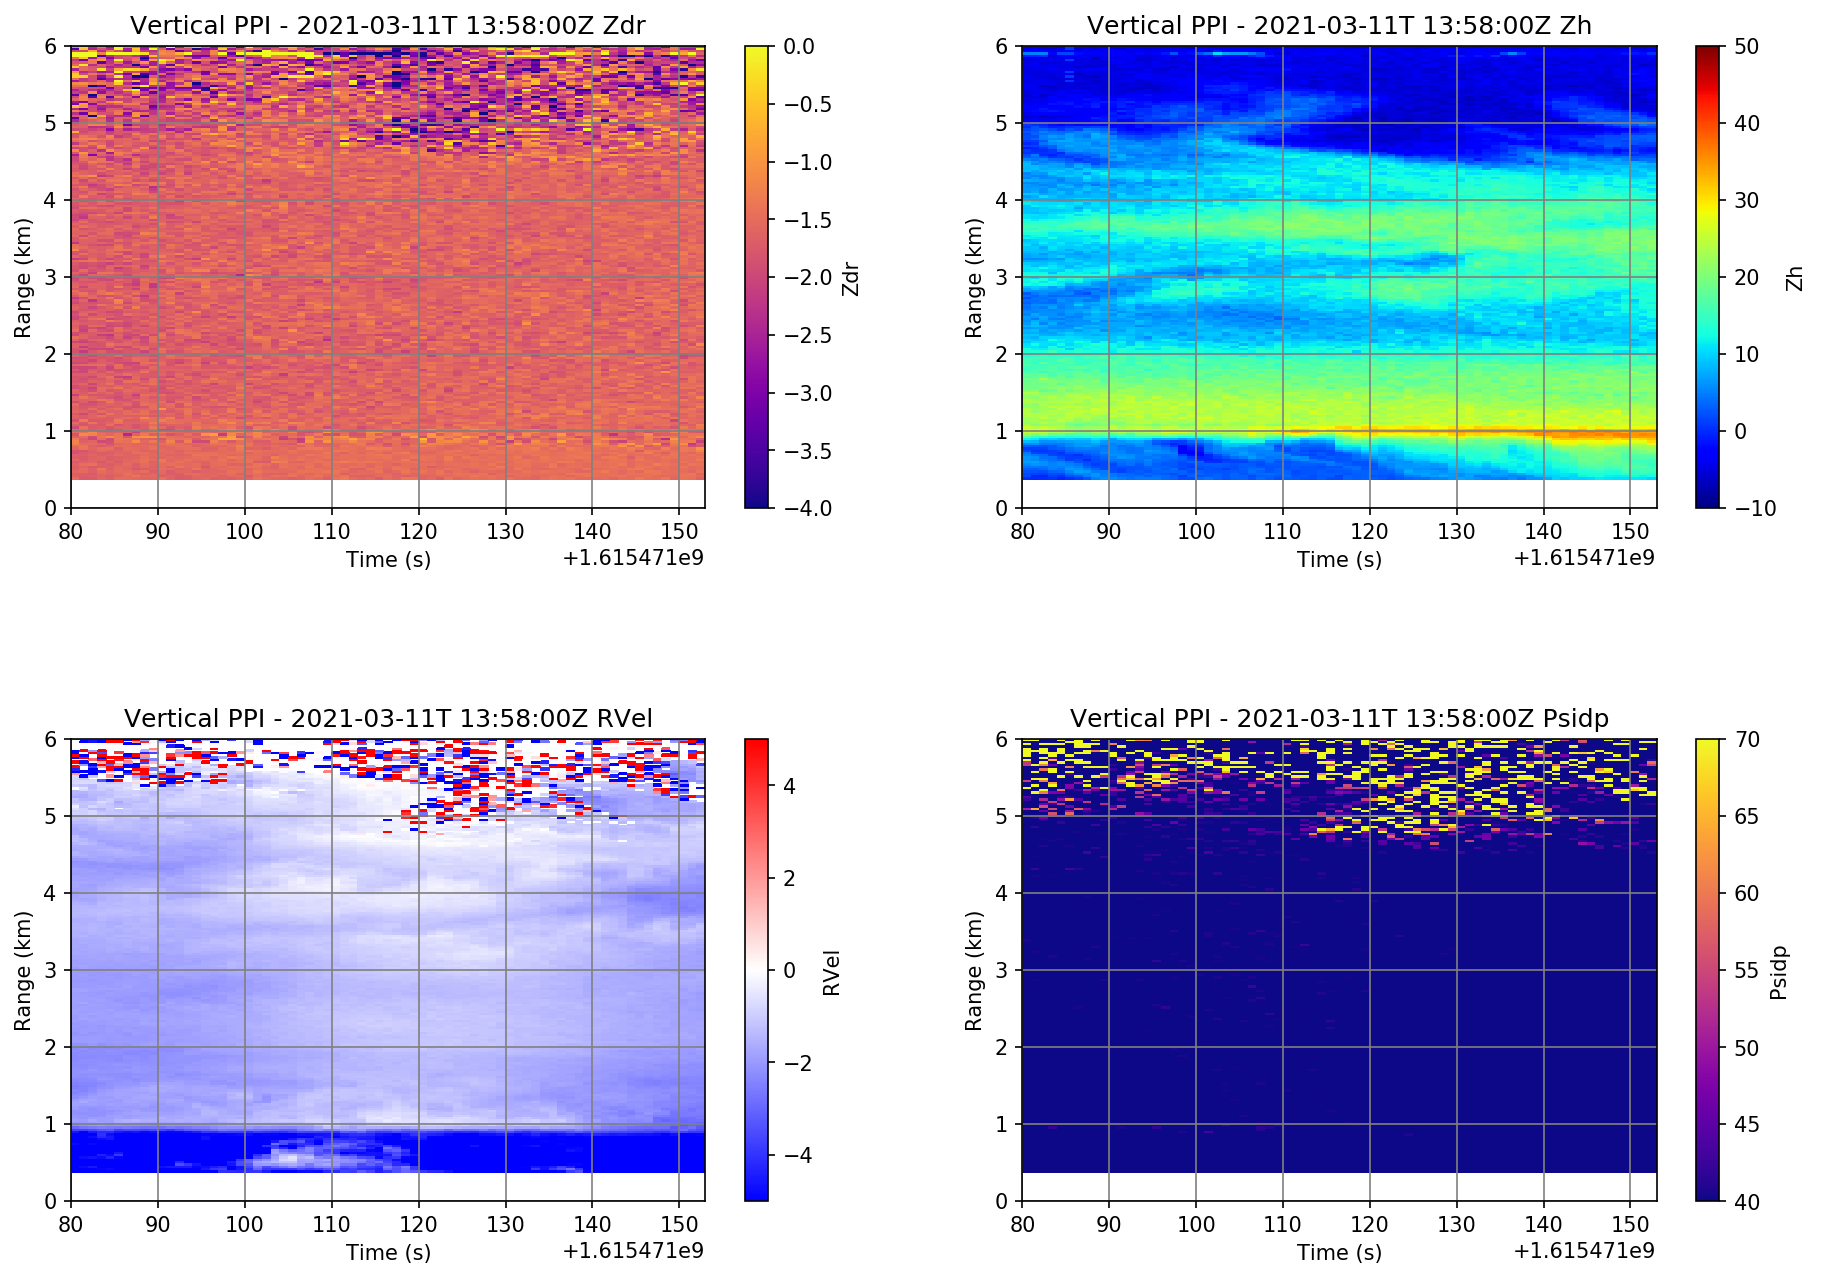 Vertical PPI - 2021-03-11T 13:58:00Z Zdr
6
5
4
3
2
1
0
Range (km)
80 90 100 110 120 130 140 150
Time (s)
+1.615471e9
0.0
−0.5
−1.0
−1.5
−2.0
−2.5
−3.0
−3.5
−4.0
Zdr
Vertical PPI - 2021-03-11T 13:58:00Z Zh
6
5
4
3
2
1
0
Range (km)
80 90 100 110 120 130 140 150
Time (s)
+1.615471e9
50
40
30
20
10
0
−10
Zh
Vertical PPI - 2021-03-11T 13:58:00Z RVel
6
5
4
3
2
1
0
Range (km)
80 90 100 110 120 130 140 150
Time (s)
+1.615471e9
4
2
0
−2
−4
RVel
Vertical PPI - 2021-03-11T 13:58:00Z Psidp
6
5
4
3
2
1
0
Range (km)
80 90 100 110 120 130 140 150
Time (s)
+1.615471e9
70
65
60
55
50
45
40
Psidp